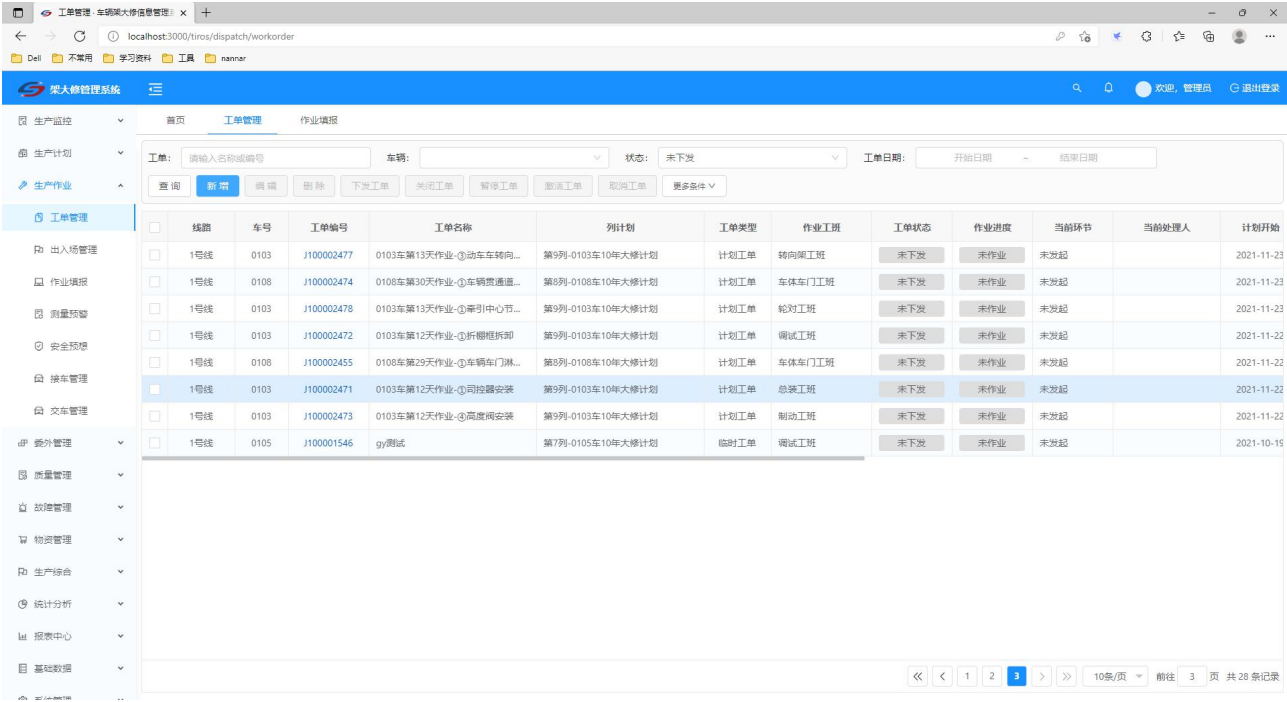 工单管理 - 车辆架大修信息管理
localhost:3000/tiros/dispatch/workorder
Dell 不常用 学习资料 工具 nannar
架大修管理系统 欢迎，管理员 退出登录
生产监控
生产计划
生产作业
工单管理
出入场管理
作业填报
测量预警
安全预想
接车管理
交车管理
委外管理
质量管理
故障管理
物资管理
生产综合
统计分析
报表中心
基础数据
系统管理
首页 工单管理 作业填报
工单: 请输入名称或编号 车辆: 状态: 未下发 工单日期: 开始日期 ~ 结束日期
查询 新增 编辑 删除 下发工单 关闭工单 暂停工单 激活工单 取消工单 更多条件
线路 车号 工单编号 工单名称 列计划 工单类型 作业工班 工单状态 作业进度 当前环节 当前处理人 计划开始
1号线 0103 J100002477 0103车第13天作业-③动车车转向... 第9列-0103车10年大修计划 计划工单 转向架工班 未下发 未作业 未发起 2021-11-23
1号线 0108 J100002474 0108车第30天作业-①车辆贯通道... 第8列-0108车10年大修计划 计划工单 车体车门工班 未下发 未作业 未发起 2021-11-23
1号线 0103 J100002478 0103车第13天作业-①牵引中心节... 第9列-0103车10年大修计划 计划工单 轮对工班 未下发 未作业 未发起 2021-11-23
1号线 0103 J100002472 0103车第12天作业-①折棚框拆卸 第9列-0103车10年大修计划 计划工单 调试工班 未下发 未作业 未发起 2021-11-22
1号线 0108 J100002455 0108车第29天作业-①车辆车门淋... 第8列-0108车10年大修计划 计划工单 车体车门工班 未下发 未作业 未发起 2021-11-22
1号线 0103 J100002471 0103车第12天作业-①司控器安装 第9列-0103车10年大修计划 计划工单 总装工班 未下发 未作业 未发起 2021-11-22
1号线 0103 J100002473 0103车第12天作业-④高度阀安装 第9列-0103车10年大修计划 计划工单 制动工班 未下发 未作业 未发起 2021-11-22
1号线 0105 J100001546 gy测试 第7列-0105车10年大修计划 临时工单 调试工班 未下发 未作业 未发起 2021-10-19
1 2 3 10条/页 前往 3 页 共 28 条记录